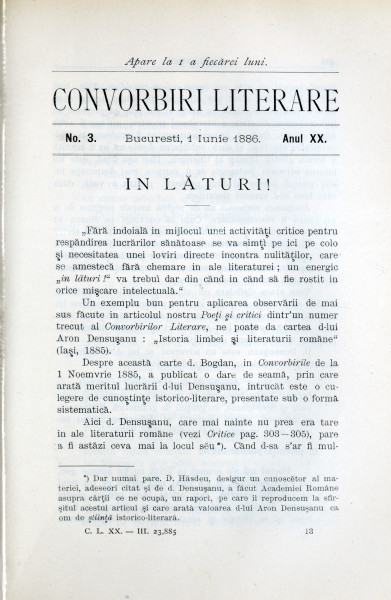 Apare la 1 a fiecărei luni.
CONVORBIRI LITERARE
No. 3. Bucuresti, 1 Iunie 1886. Anul XX.
IN LĂTURI!
„Fără indoială in mijlocul unei activităţi critice pentru
respândirea lucrărilor sănătoase se va simţi pe ici pe colo
şi necesitatea unei loviri directe incontra nulităţilor, care
se amestecă fără chemare in ale literaturei; un energic
„in lături!“ va trebui dar din când in când să fie rostit in
orice mişcare intelectuală.“
Un exemplu bun pentru aplicarea observării de mai
sus făcute in articolul nostru Poeţi şi critici dintr'un numer
trecut al Convorbirilor Literare, ne poate da cartea d-lui
Aron Densuşanu : „Istoria limbei şi literaturii române“
(Iaşi, 1885).
Despre această carte d. Bogdan, in Convorbirile de la
1 Noemvrie 1885, a publicat o dare de seamă, prin care
arată meritul lucrării d-lui Densuşanu, intrucât este o cu-
legere de cunoştinţe istorico-literare, presentate sub o formă
sistematică.
Aici d. Densuşanu, care mai nainte nu prea era tare
in ale literaturii române (vezi Critice pag. 303—305), pare
a fi astăzi ceva mai la locul sĕu*). Când d-sa s'ar fi mul-
*) Dar numai pare. D. Hăsdeu, desigur un cunoscĕtor al ma-
teriei, adeseori citat şi de d. Densuşanu, a făcut Academiei Române
asupra cărţii ce ne ocupă, un raport, pe care il reproducem la sfîr-
şitul acestui articul şi care arată valoarea d-lui Aron Densuşanu ca
om de ştiinţă istorico-literară.
C. L. XX. — III. 23,885 13